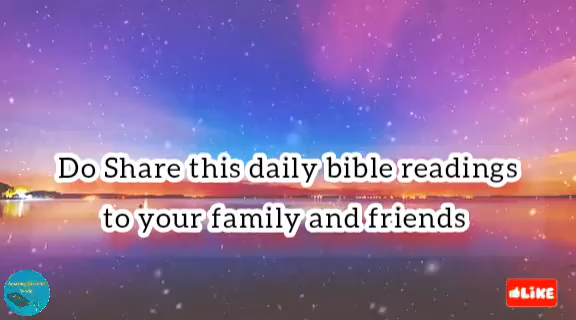 Do Share this daily bible readings
to your family and friends
LIKE